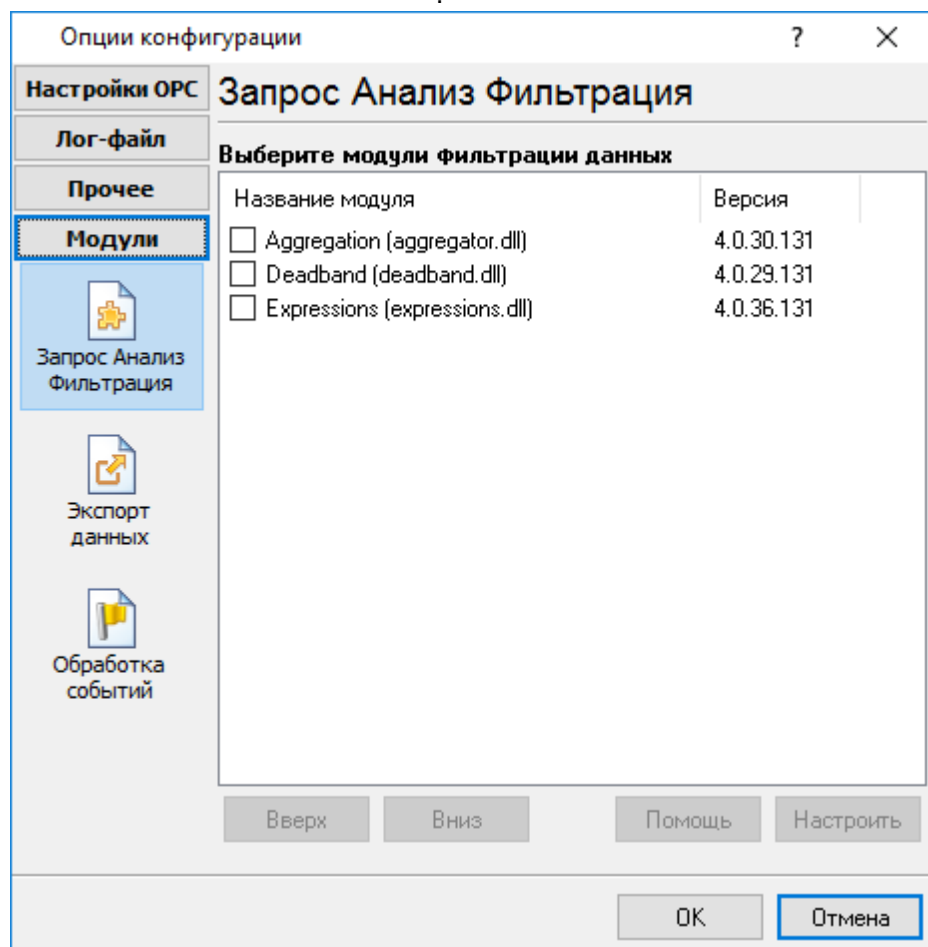 Опции конфигурации
?
Настройки OPC
Лог-файл
Прочее
Модули
Запрос Анализ
Фильтрация
Экспорт
данных
Обработка
событий
Запрос Анализ Фильтрация
Выберите модули фильтрации данных
Название модуля Версия
Aggregation (aggregator.dll) 4.0.30.131
Deadband (deadband.dll) 4.0.29.131
Expressions (expressions.dll) 4.0.36.131
Вверх Вниз Помощь Настроить
OK Отмена